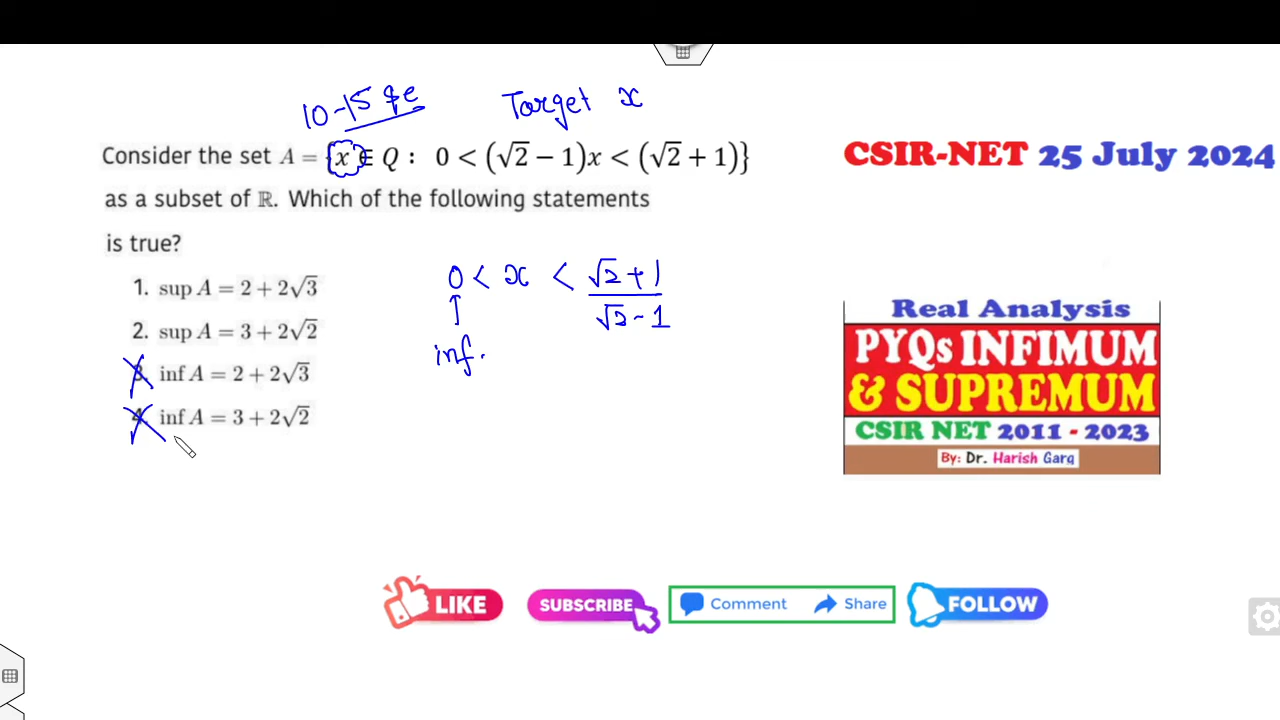 10-15 sec
Target x
Consider the set A = {x ∈ Q : 0 < (√2 − 1)x < (√2 + 1)}
as a subset of ℝ. Which of the following statements
is true?
1. sup A = 2 + 2√3
2. sup A = 3 + 2√2
3. inf A = 2 + 2√3
4. inf A = 3 + 2√2
0 < x < √2+1
√2-1
↑
inf.
CSIR-NET 25 July 2024
Real Analysis
PYQs INFIMUM
& SUPREMUM
CSIR NET 2011 - 2023
By: Dr. Harish Garg
LIKE
SUBSCRIBE
Comment
Share
FOLLOW